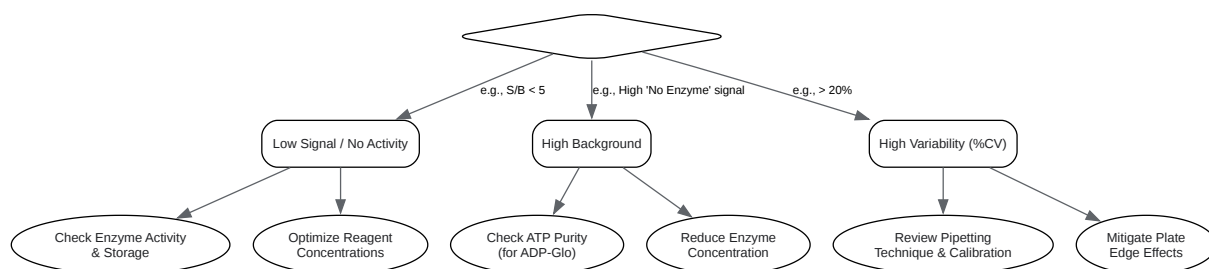 e.g., S/B < 5
e.g., High 'No Enzyme' signal
e.g., > 20%
Low Signal / No Activity
High Background
High Variability (%CV)
Check Enzyme Activity
& Storage
Optimize Reagent
Concentrations
Check ATP Purity
(for ADP-Glo)
Reduce Enzyme
Concentration
Review Pipetting
Technique & Calibration
Mitigate Plate
Edge Effects